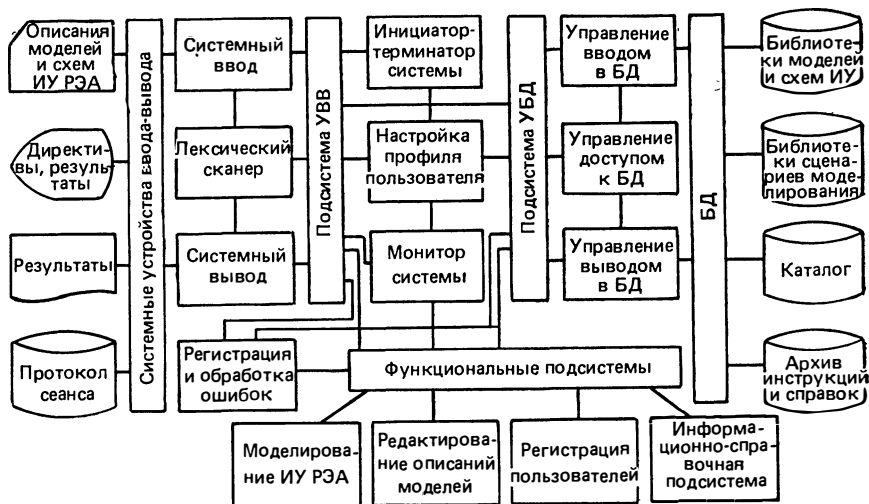 Описания
моделей
и схем
ИУ РЭА
Директи-
вы, резуль-
таты
Результаты
Протокол
сеанса
Системные устройства ввода-вывода
Системный
ввод
Лексический
сканер
Системный
вывод
Регистрация
и обработка
ошибок
Подсистема УВВ
Инициатор-
терминатор
системы
Настройка
профиля
пользователя
Монитор
системы
Функциональные подсистемы
Подсистема УБД
Управление
вводом
в БД
Управление
доступом
к БД
Управление
выводом
в БД
БД
Библиоте-
ки моделей
и схем ИУ
Библиоте-
ки сцена-
риев моде-
лирования
Каталог
Архив
инструкций
и справок
Моделирова-
ние ИУ РЭА
Редактирова-
ние описаний
моделей
Регистрация
пользователей
Информа-
ционно-спра-
вочная
подсистема